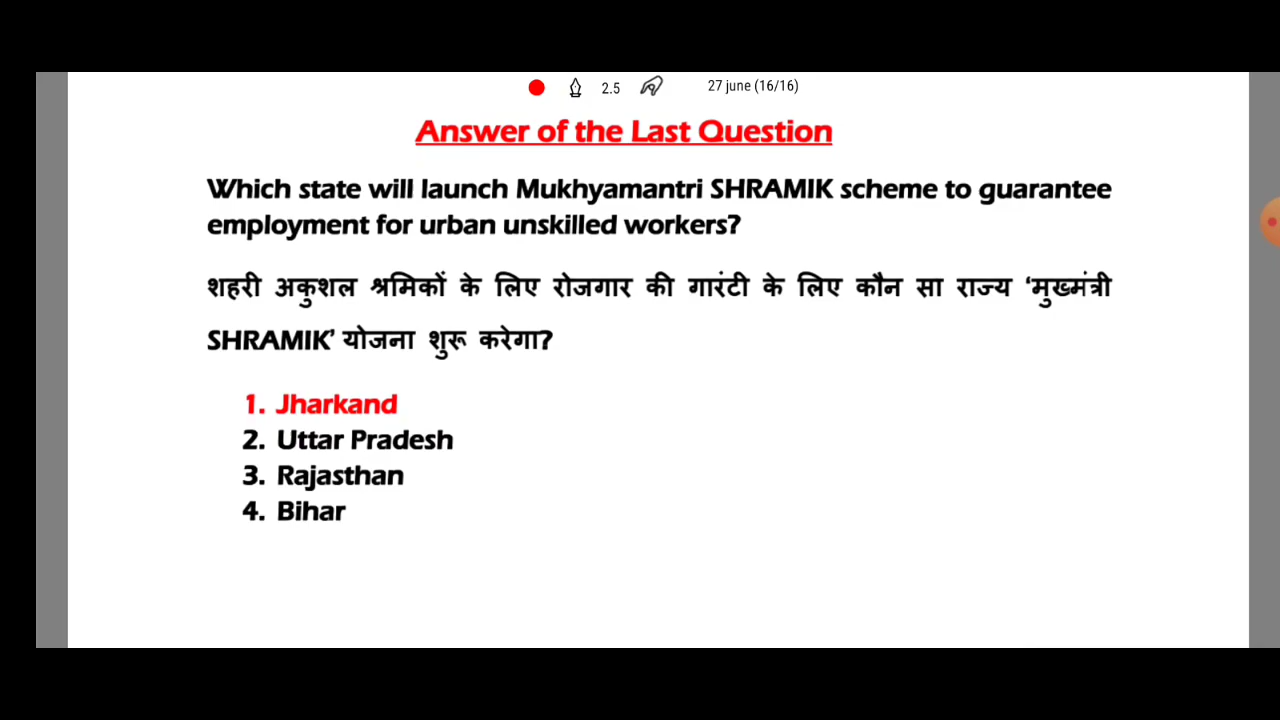 2.5 27 june (16/16)
Answer of the Last Question
Which state will launch Mukhyamantri SHRAMIK scheme to guarantee
employment for urban unskilled workers?
शहरी अकुशल श्रमिकों के लिए रोजगार की गारंटी के लिए कौन सा राज्य ‘मुख्मंत्री
SHRAMIK’ योजना शुरू करेगा?
1. Jharkand
2. Uttar Pradesh
3. Rajasthan
4. Bihar